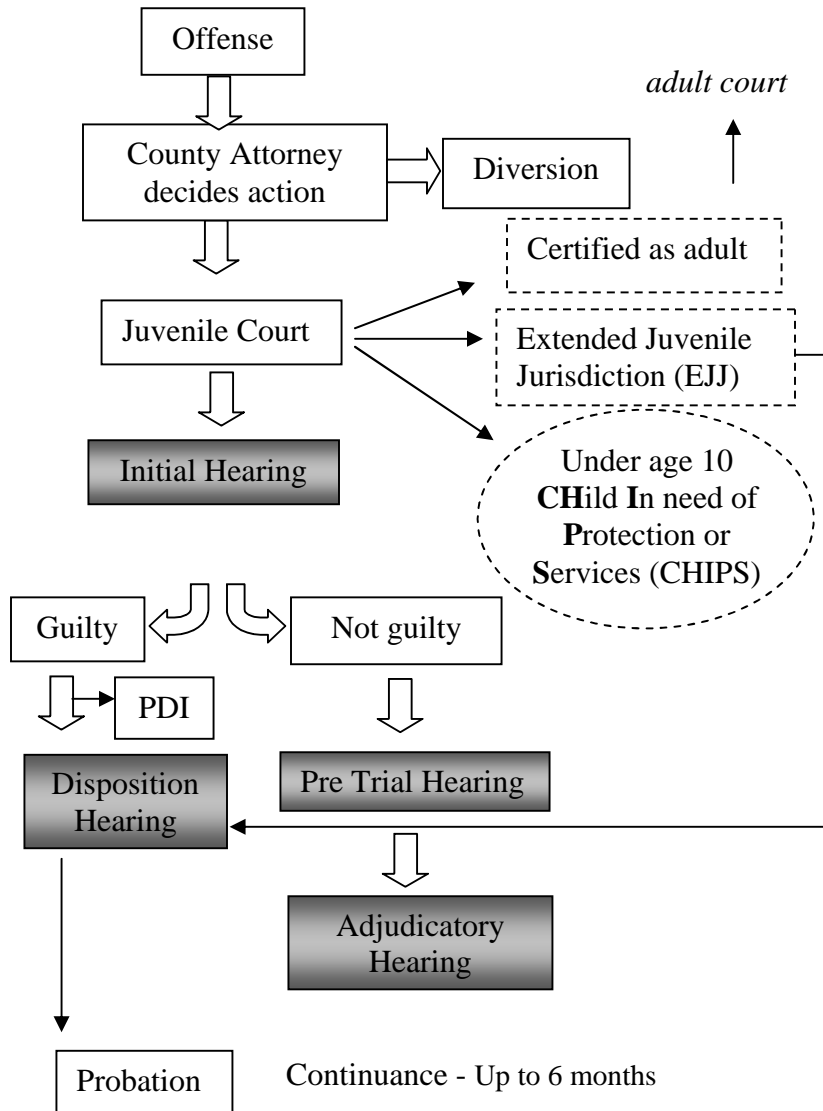 Offense
adult court
County Attorney
decides action
Diversion
Certified as adult
Juvenile Court
Extended Juvenile
Jurisdiction (EJJ)
Initial Hearing
Under age 10
CHild In need of
Protection or
Services (CHIPS)
Guilty
Not guilty
PDI
Disposition
Hearing
Pre Trial Hearing
Adjudicatory
Hearing
Probation
Continuance - Up to 6 months